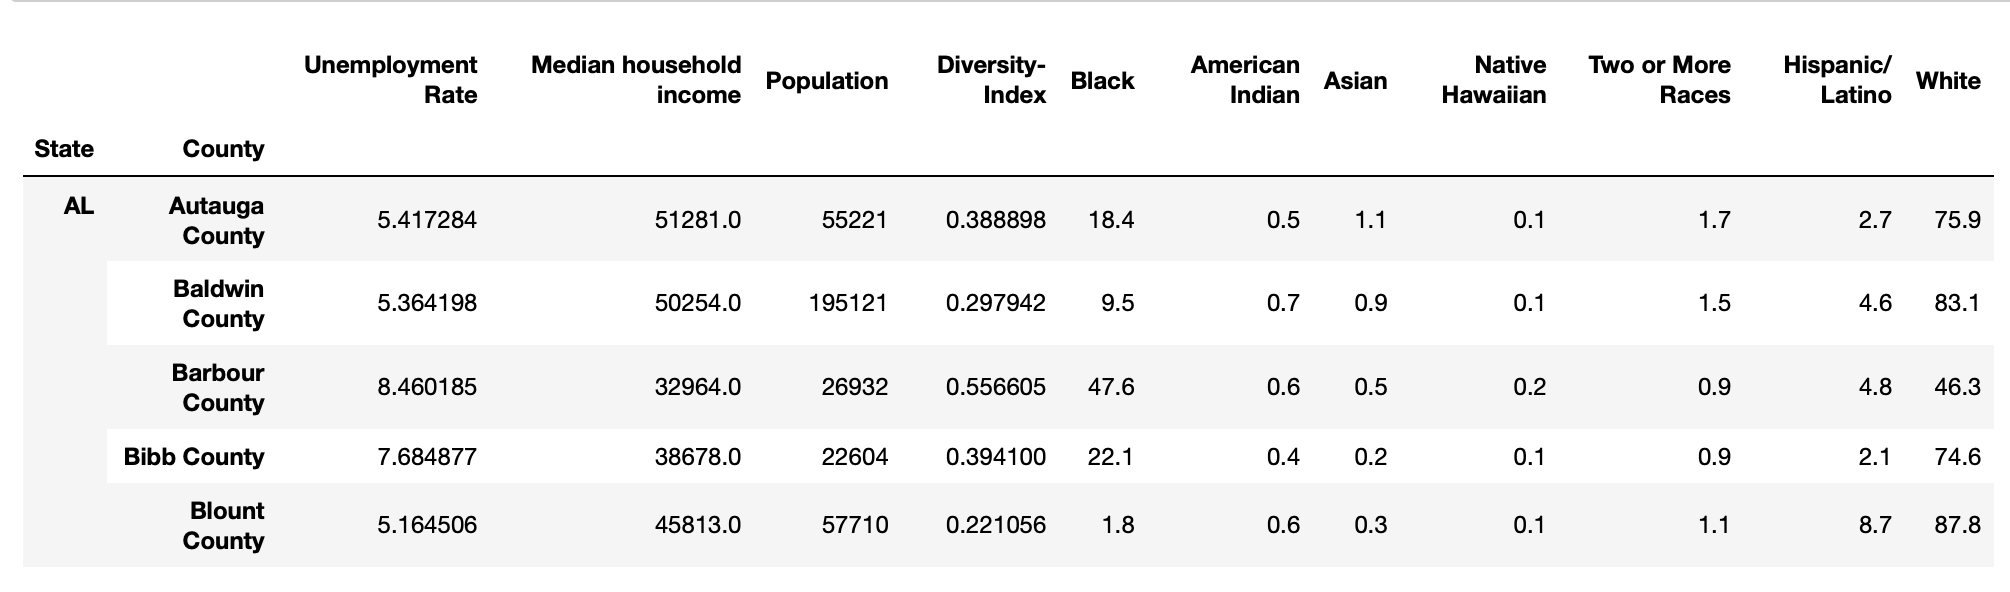 Unemployment Rate Median household income Population Diversity-Index Black American Indian Asian Native Hawaiian Two or More Races Hispanic/Latino White
State County
AL Autauga County 5.417284 51281.0 55221 0.388898 18.4 0.5 1.1 0.1 1.7 2.7 75.9
Baldwin County 5.364198 50254.0 195121 0.297942 9.5 0.7 0.9 0.1 1.5 4.6 83.1
Barbour County 8.460185 32964.0 26932 0.556605 47.6 0.6 0.5 0.2 0.9 4.8 46.3
Bibb County 7.684877 38678.0 22604 0.394100 22.1 0.4 0.2 0.1 0.9 2.1 74.6
Blount County 5.164506 45813.0 57710 0.221056 1.8 0.6 0.3 0.1 1.1 8.7 87.8